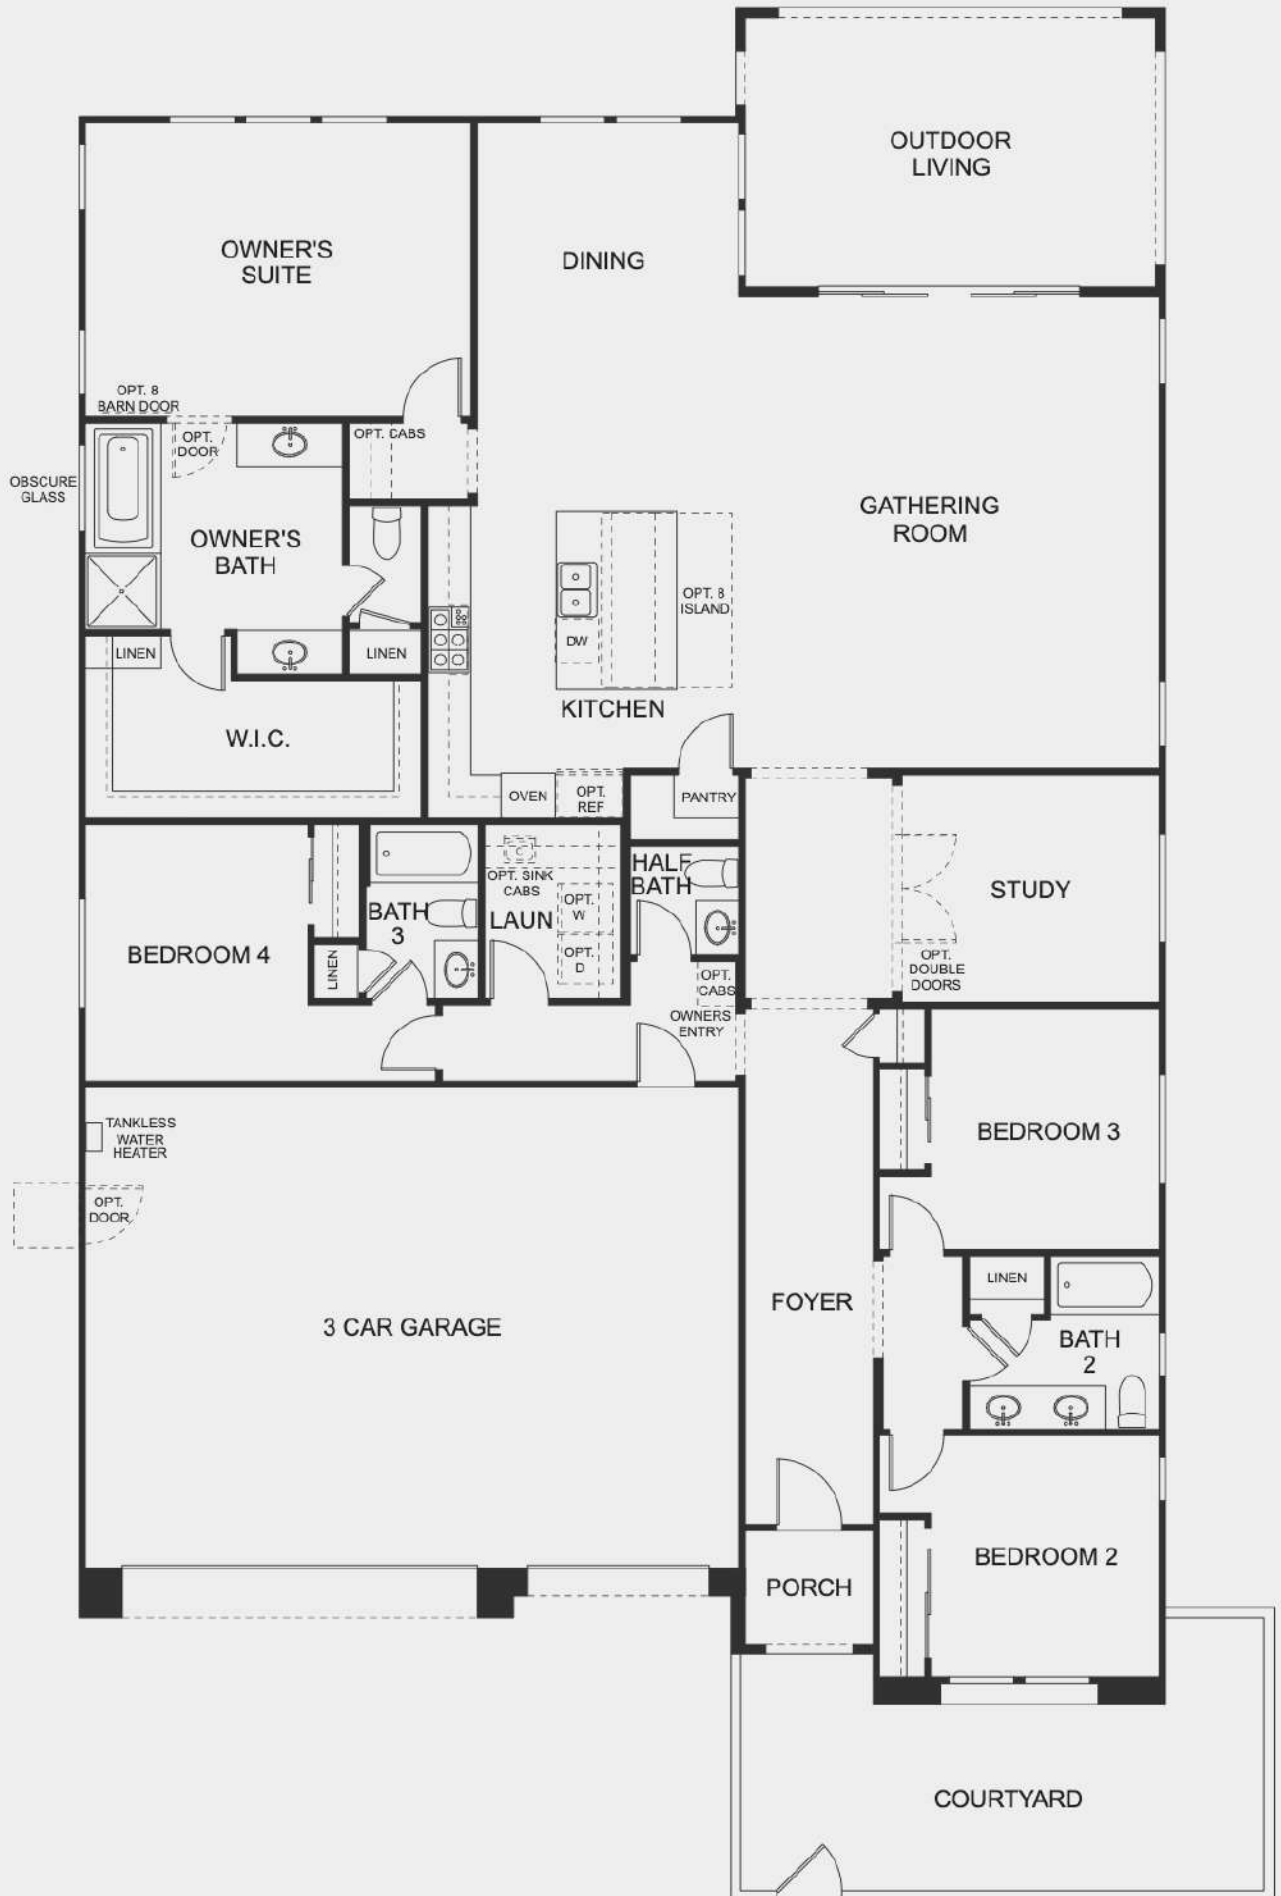 OUTDOOR
LIVING
OWNER'S
SUITE
DINING
OPT. 8
BARN DOOR
OPT.
DOOR
OPT. CABS
OBSCURE
GLASS
OWNER'S
BATH
GATHERING
ROOM
OPT. 8
ISLAND
DW
LINEN
LINEN
KITCHEN
W.I.C.
OVEN
OPT.
REF
PANTRY
HALF
BATH
OPT. SINK
CABS
C
LAUN
OPT.
W
OPT.
D
BATH
3
STUDY
BEDROOM 4
LINEN
OPT.
CABS
OPT.
DOUBLE
DOORS
OWNERS
ENTRY
TANKLESS
WATER
HEATER
BEDROOM 3
OPT.
DOOR
LINEN
FOYER
3 CAR GARAGE
BATH
2
BEDROOM 2
PORCH
COURTYARD